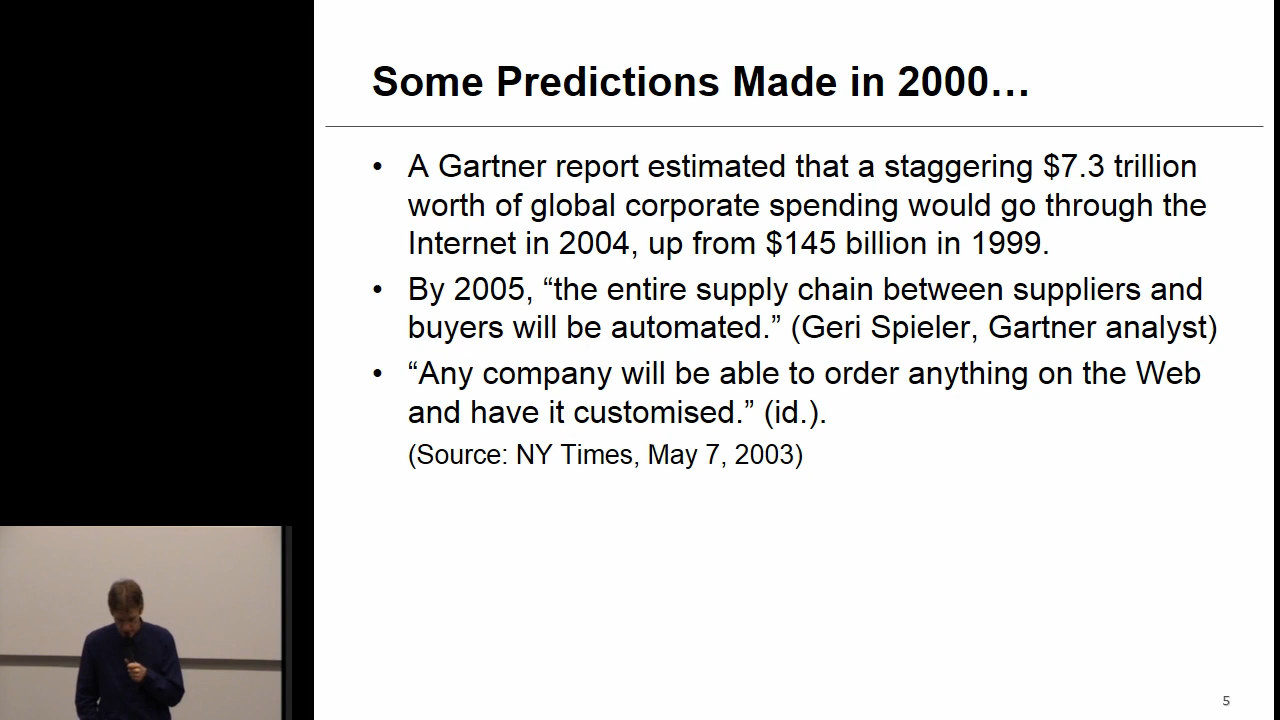 Some Predictions Made in 2000…
• A Gartner report estimated that a staggering $7.3 trillion
worth of global corporate spending would go through the
Internet in 2004, up from $145 billion in 1999.
• By 2005, “the entire supply chain between suppliers and
buyers will be automated.” (Geri Spieler, Gartner analyst)
• “Any company will be able to order anything on the Web
and have it customised.” (id.).
(Source: NY Times, May 7, 2003)
5